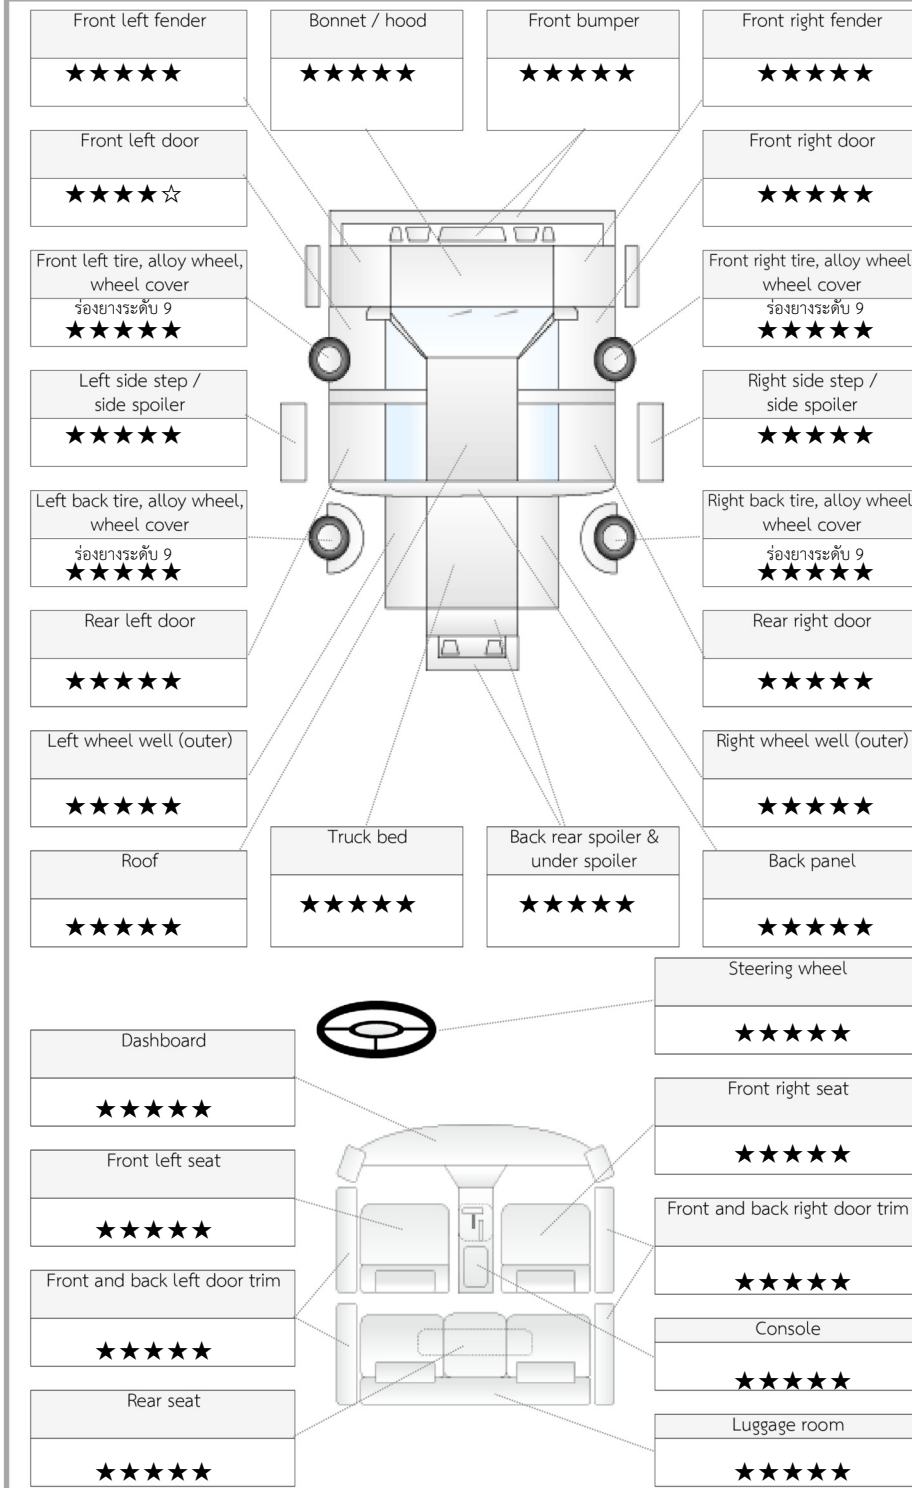 Front left fender
★★★★★
Bonnet / hood
★★★★★
Front bumper
★★★★★
Front right fender
★★★★★
Front left door
★★★★☆
Front right door
★★★★★
Front left tire, alloy wheel,
wheel cover
ร่องยางระดับ 9
★★★★★
Front right tire, alloy wheel
wheel cover
ร่องยางระดับ 9
★★★★★
Left side step /
side spoiler
★★★★★
Right side step /
side spoiler
★★★★★
Left back tire, alloy wheel,
wheel cover
ร่องยางระดับ 9
★★★★★
Right back tire, alloy wheel
wheel cover
ร่องยางระดับ 9
★★★★★
Rear left door
★★★★★
Rear right door
★★★★★
Left wheel well (outer)
★★★★★
Right wheel well (outer)
★★★★★
Roof
★★★★★
Truck bed
★★★★★
Back rear spoiler &
under spoiler
★★★★★
Back panel
★★★★★
Steering wheel
★★★★★
Dashboard
★★★★★
Front right seat
★★★★★
Front left seat
★★★★★
Front and back right door trim
★★★★★
Front and back left door trim
★★★★★
Console
★★★★★
Rear seat
★★★★★
Luggage room
★★★★★